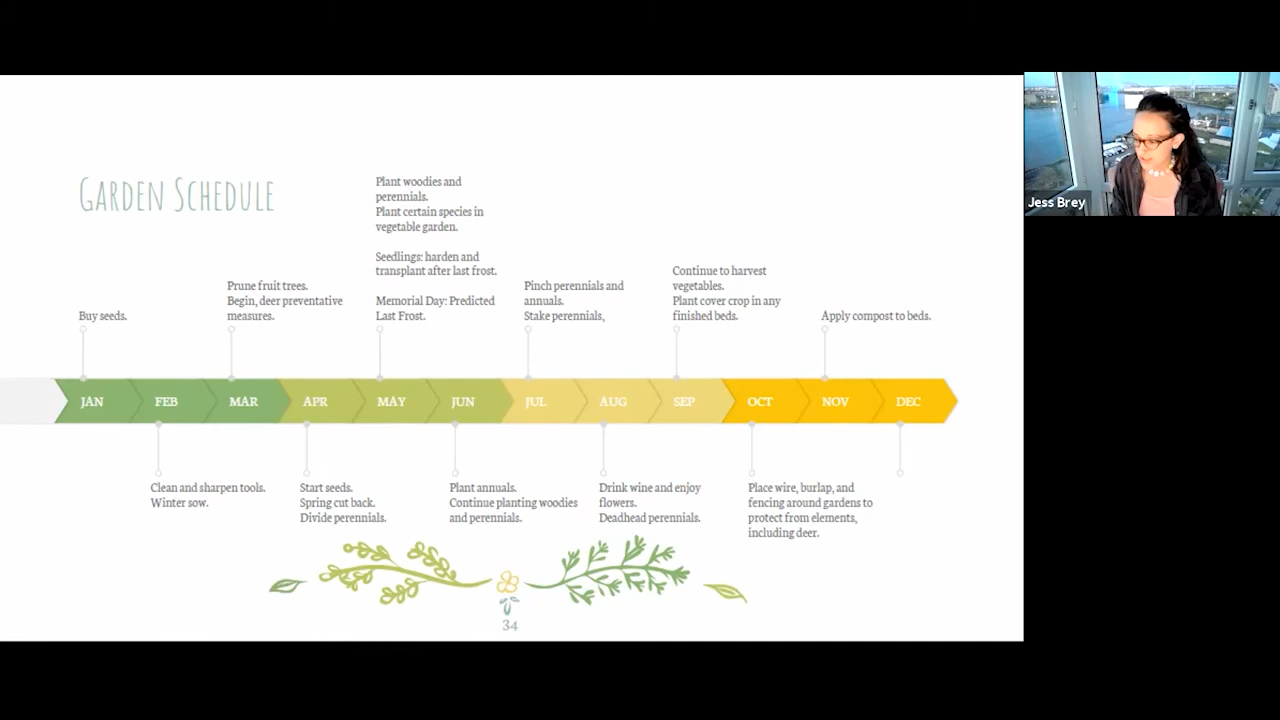 Garden Schedule
Plant woodies and
perennials.
Plant certain species in
vegetable garden.
Seedlings: harden and
transplant after last frost.
Memorial Day: Predicted
Last Frost.
Buy seeds.
Prune fruit trees.
Begin, deer preventative
measures.
Pinch perennials and
annuals.
Stake perennials,
Continue to harvest
vegetables.
Plant cover crop in any
finished beds.
Apply compost to beds.
JAN
FEB
MAR
APR
MAY
JUN
JUL
AUG
SEP
OCT
NOV
DEC
Clean and sharpen tools.
Winter sow.
Start seeds.
Spring cut back.
Divide perennials.
Plant annuals.
Continue planting woodies
and perennials.
Drink wine and enjoy
flowers.
Deadhead perennials.
Place wire, burlap, and
fencing around gardens to
protect from elements,
including deer.
34
Jess Brey